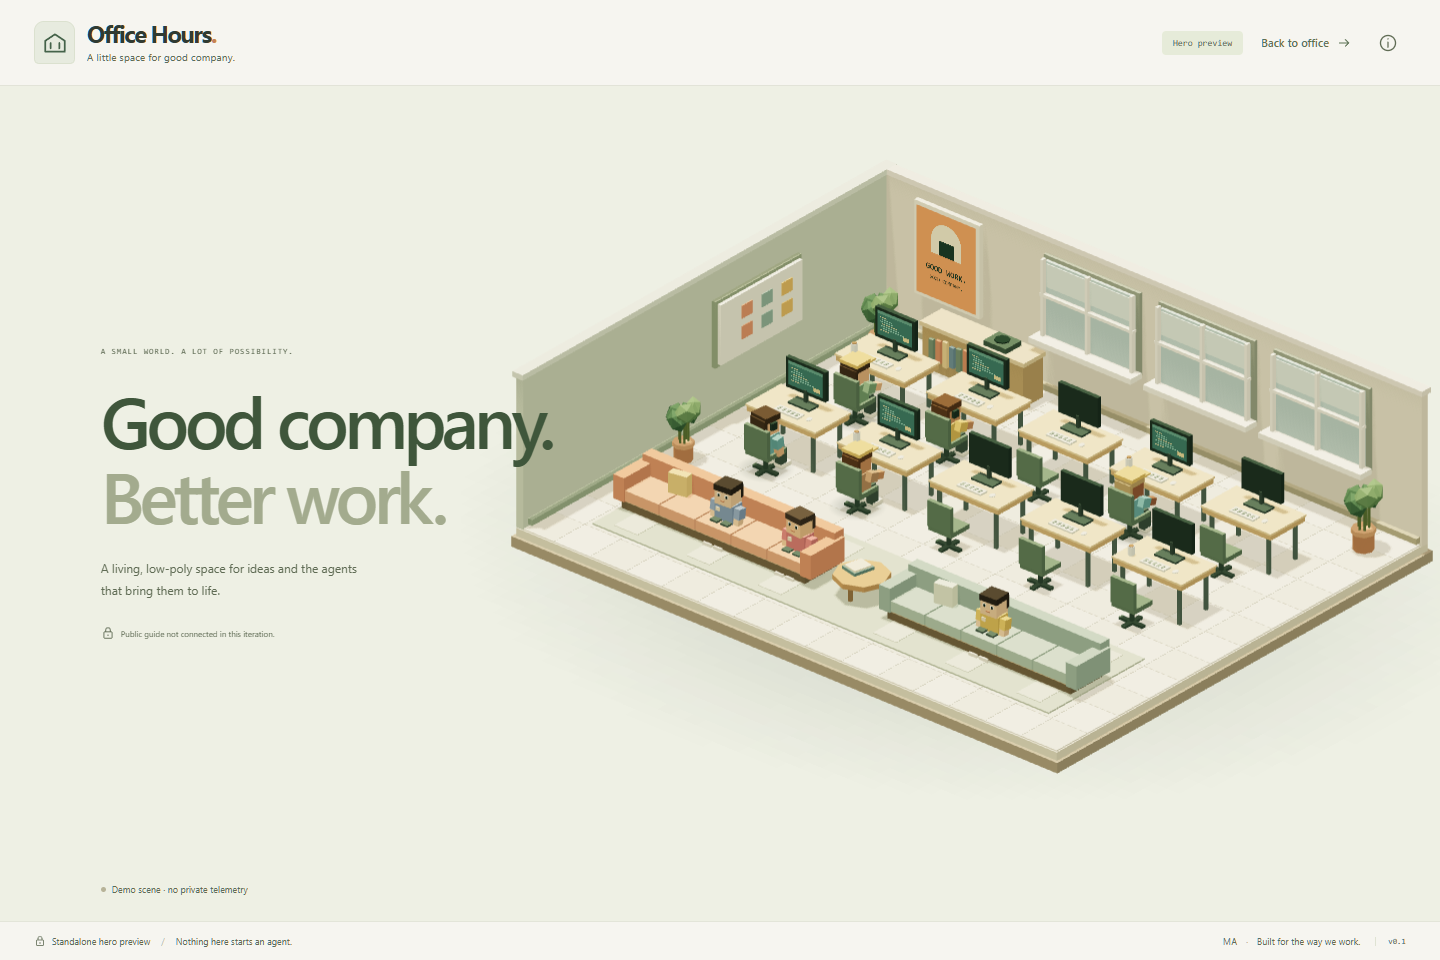 Office Hours.
A little space for good company.
Hero preview
Back to office
A SMALL WORLD. A LOT OF POSSIBILITY.
Good company.
Better work.
A living, low-poly space for ideas and the agents
that bring them to life.
Public guide not connected in this iteration.
GOOD WORK.
Demo scene · no private telemetry
Standalone hero preview / Nothing here starts an agent.
MA · Built for the way we work.
v0.1